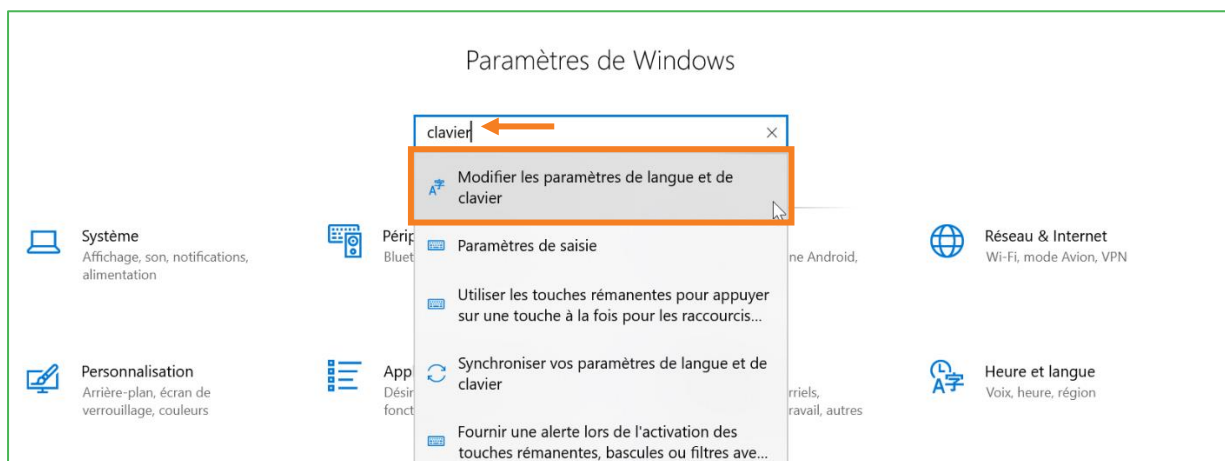 Paramètres de Windows
clavier
Modifier les paramètres de langue et de
clavier
Paramètres de saisie
Utiliser les touches rémanentes pour appuyer
sur une touche à la fois pour les raccourcis...
Synchroniser vos paramètres de langue et de
clavier
Fournir une alerte lors de l'activation des
touches rémanentes, bascules ou filtres ave...
Système
Affichage, son, notifications,
alimentation
Périp
Bluet
ne Android,
Réseau & Internet
Wi-Fi, mode Avion, VPN
Personnalisation
Arrière-plan, écran de
verrouillage, couleurs
App
Désin
fonct
rriels,
ravail, autres
Heure et langue
Voix, heure, région